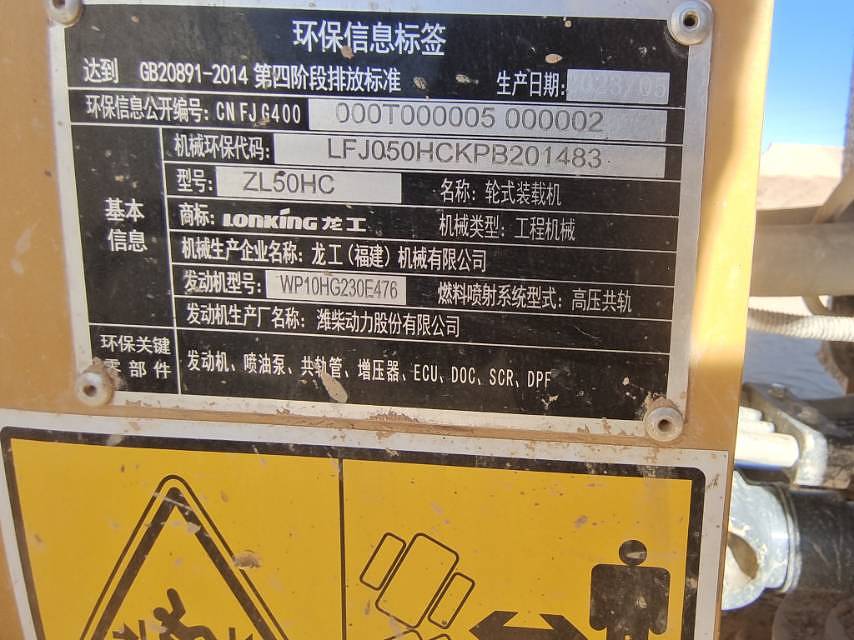 环保信息标签
达到 GB20891-2014 第四阶段排放标准 生产日期: 2023/05
环保信息公开编号: CN FJ G400 000T000005 000002
机械环保代码: LFJ050HCKPB201483
型号: ZL50HC 名称: 轮式装载机
基本信息
商标: LONKING 龙工 机械类型: 工程机械
机械生产企业名称: 龙工（福建）机械有限公司
发动机型号: WP10HG230E476 燃料喷射系统型式: 高压共轨
发动机生产厂名称: 潍柴动力股份有限公司
环保关键零部件
发动机、喷油泵、共轨管、增压器、ECU、DOC、SCR、DPF